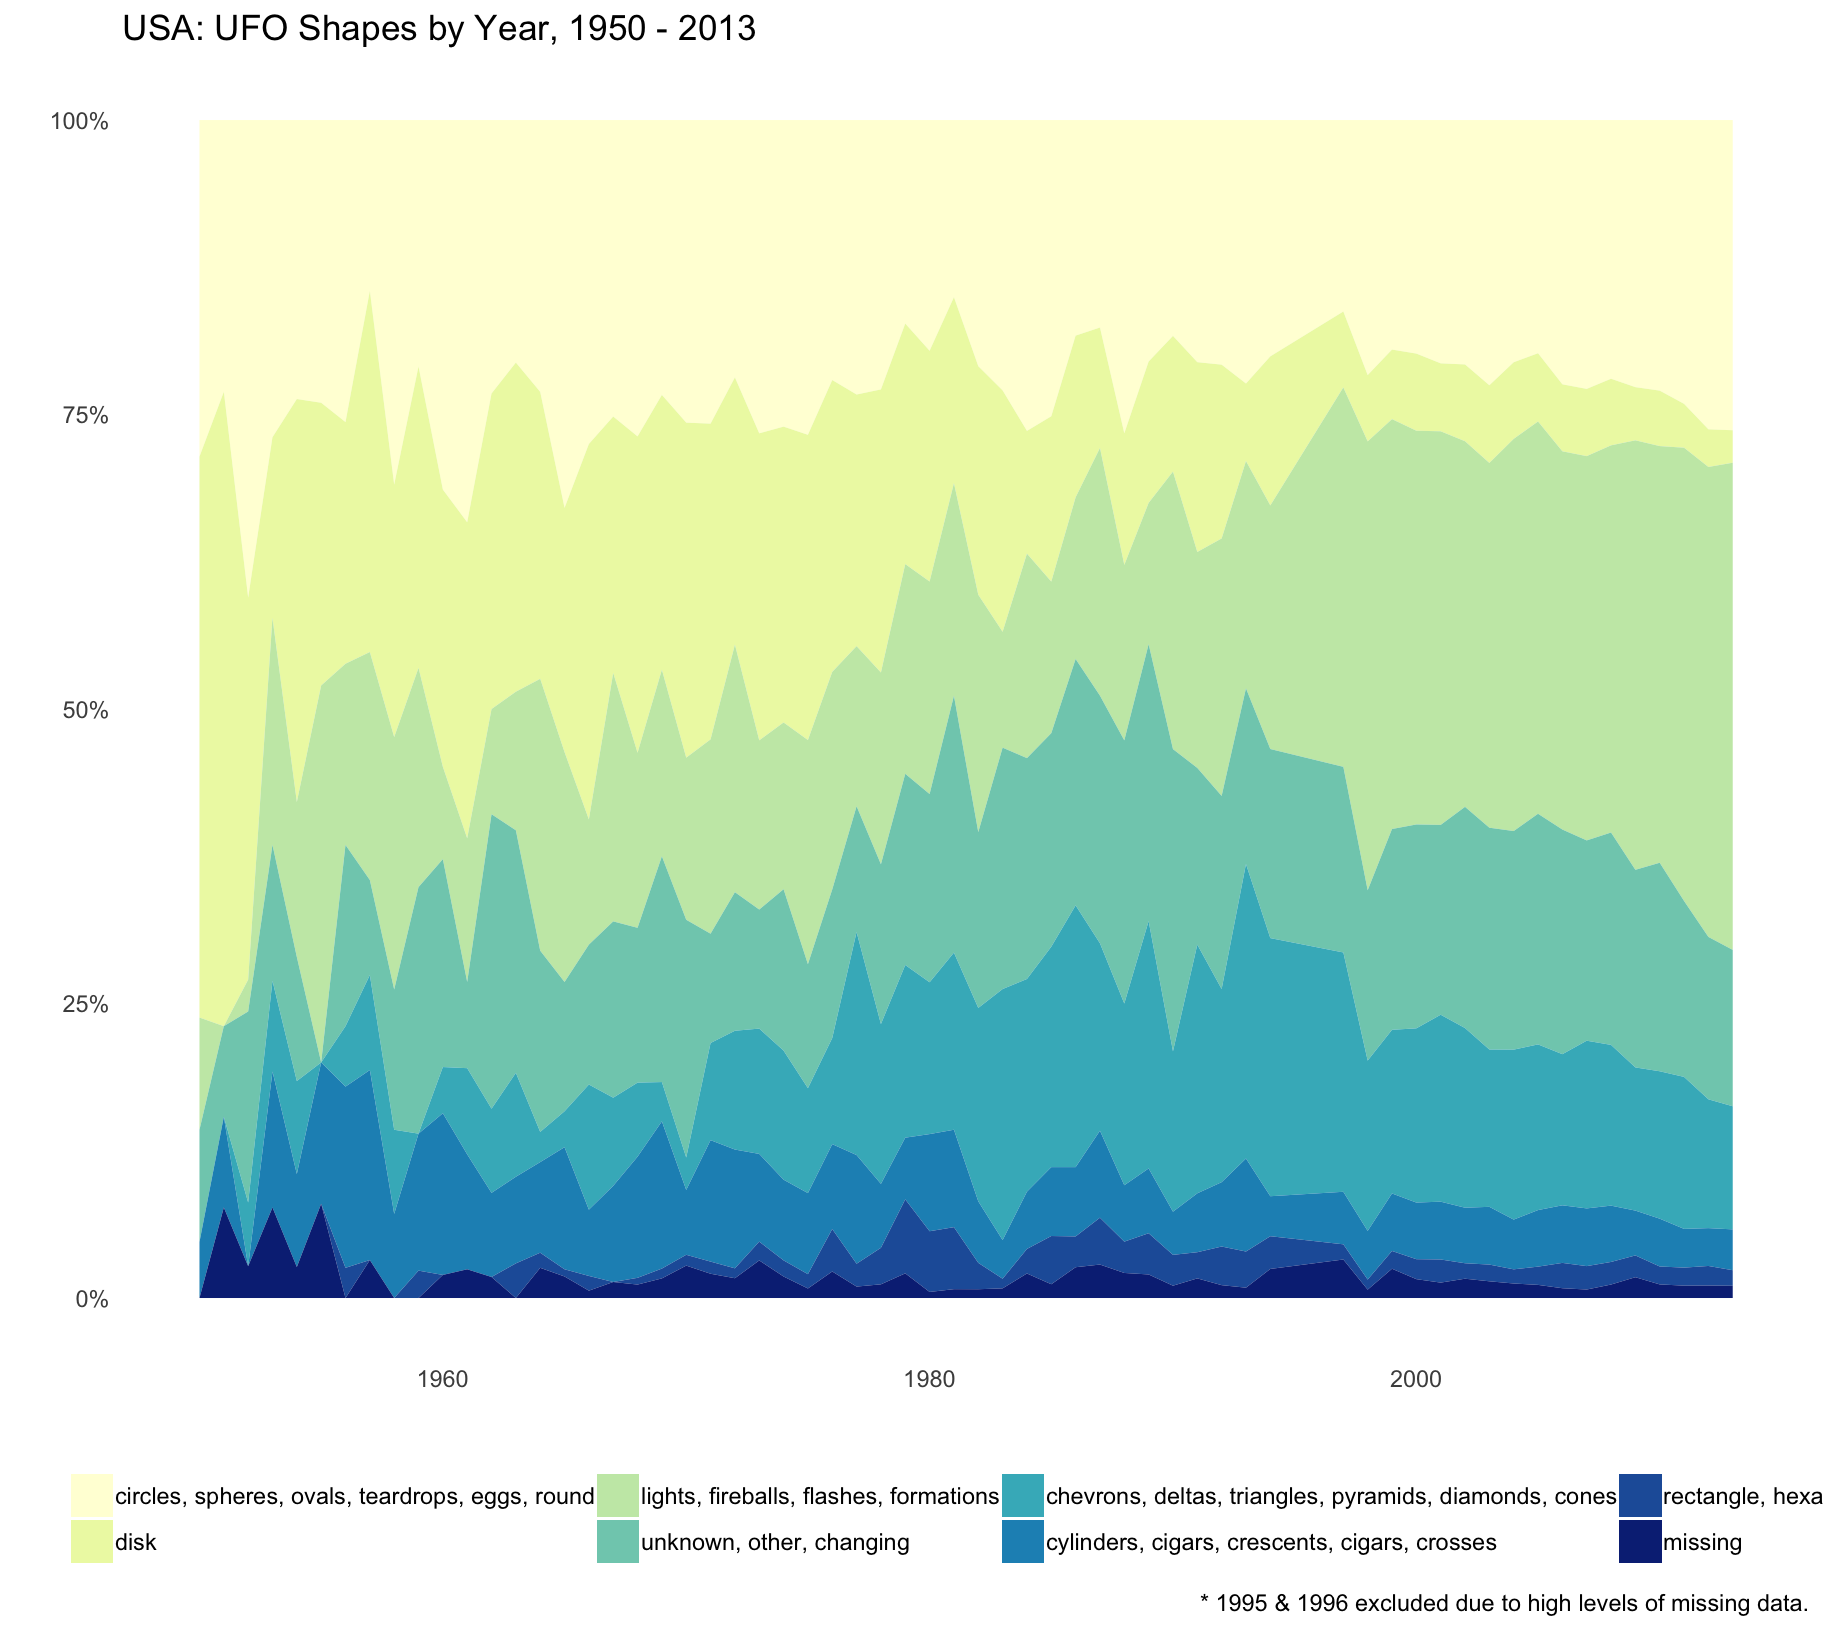 USA: UFO Shapes by Year, 1950 - 2013
100%
75%
50%
25%
0%
1960 1980 2000
circles, spheres, ovals, teardrops, eggs, round lights, fireballs, flashes, formations chevrons, deltas, triangles, pyramids, diamonds, cones rectangle, hexa
disk unknown, other, changing cylinders, cigars, crescents, cigars, crosses missing
* 1995 & 1996 excluded due to high levels of missing data.